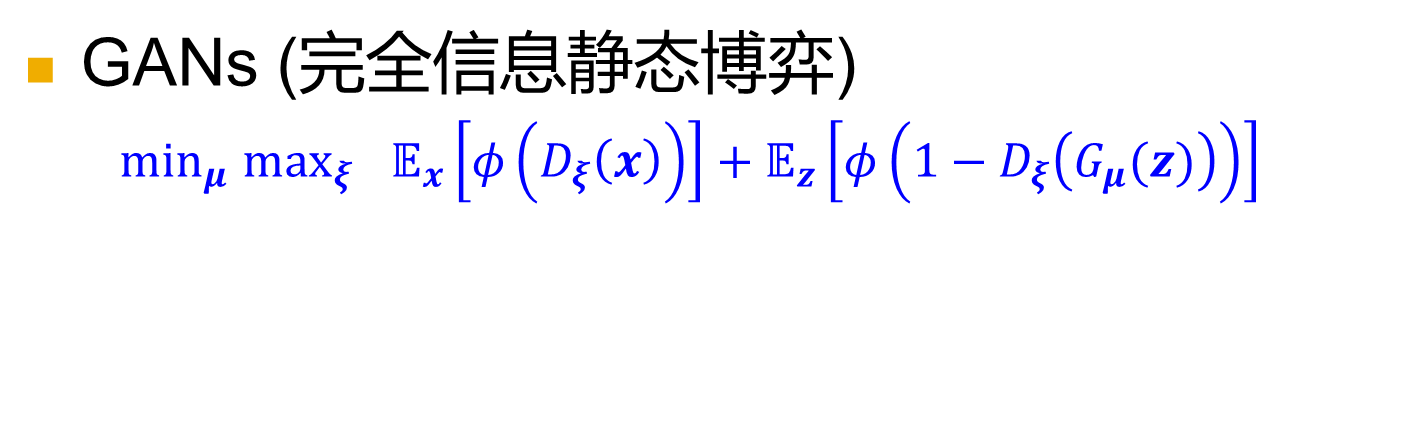 GANs (完全信息静态博弈)
min_𝝁 max_𝝃 𝔼_𝒙[𝜙(𝐷_𝝃(𝒙))] + 𝔼_𝒛[𝜙(1 − 𝐷_𝝃(𝐺_𝝁(𝒛)))]